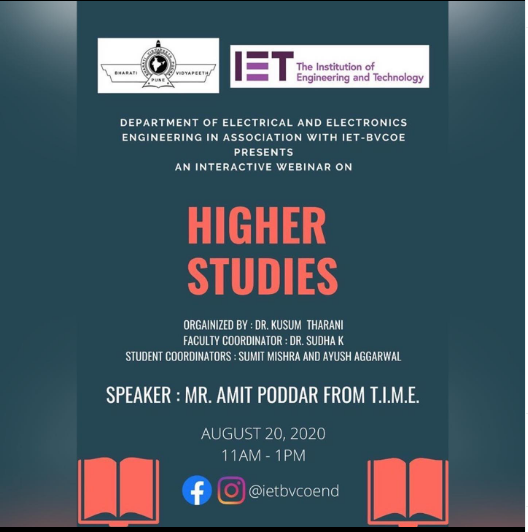 BHARATI VIDYAPEETH
PUNE
IET The Institution of
Engineering and Technology
DEPARTMENT OF ELECTRICAL AND ELECTRONICS
ENGINEERING IN ASSOCIATION WITH IET-BVCOE
PRESENTS
AN INTERACTIVE WEBINAR ON
HIGHER
STUDIES
ORGAINIZED BY : DR. KUSUM THARANI
FACULTY COORDINATOR : DR. SUDHA K
STUDENT COORDINATORS : SUMIT MISHRA AND AYUSH AGGARWAL
SPEAKER : MR. AMIT PODDAR FROM T.I.M.E.
AUGUST 20, 2020
11AM - 1PM
@ietbvcoend